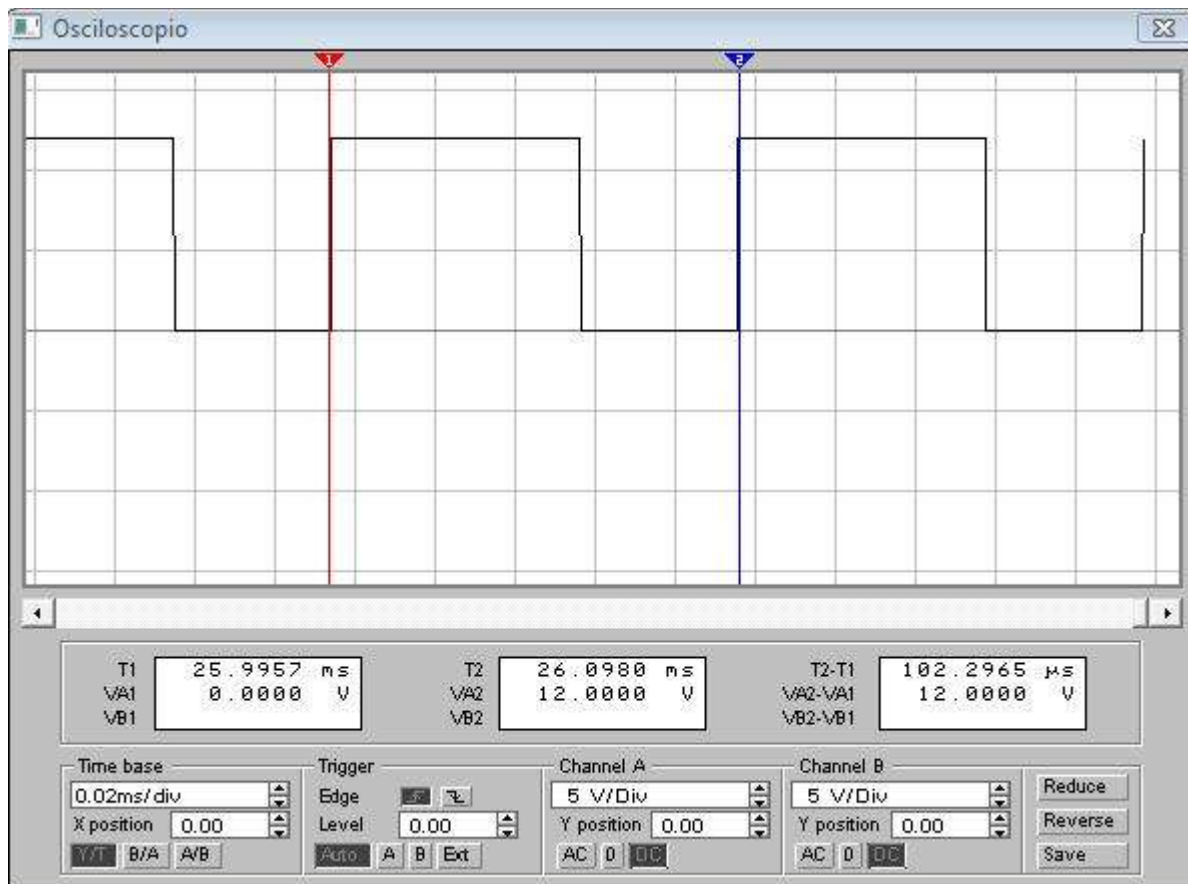 Osciloscopio
1 2
T1 25.9957 ms T2 26.0980 ms T2-T1 102.2965 µs
VA1 0.0000 V VA2 12.0000 V VA2-VA1 12.0000 V
VB1 VB2 VB2-VB1
Time base Trigger Channel A Channel B
0.02ms/div Edge 5 V/Div 5 V/Div Reduce
X position 0.00 Level 0.00 Y position 0.00 Y position 0.00 Reverse
Y/T B/A A/B Auto A B Ext AC 0 DC AC 0 DC Save